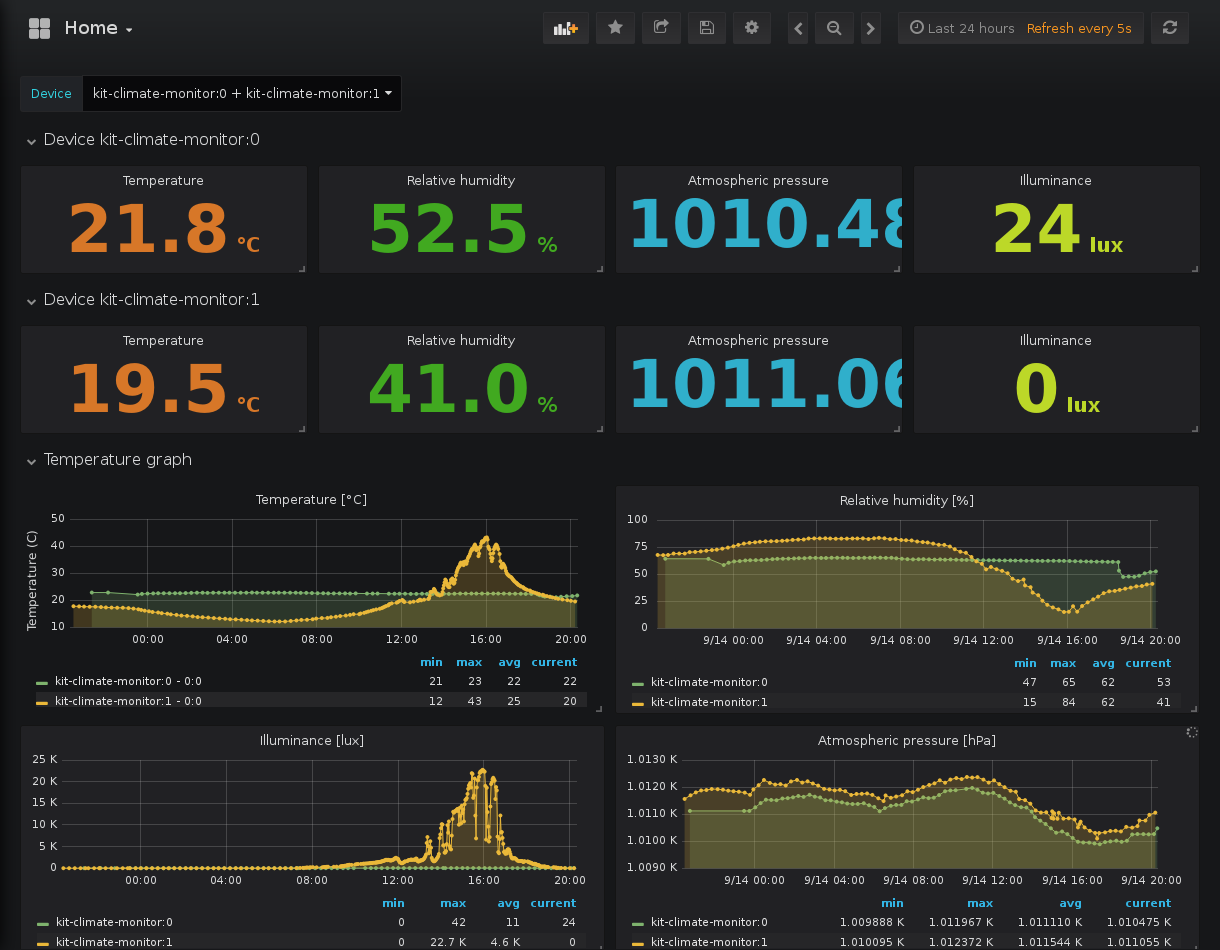 Home
Last 24 hours Refresh every 5s
Device kit-climate-monitor:0 + kit-climate-monitor:1
Device kit-climate-monitor:0
Temperature Relative humidity Atmospheric pressure Illuminance
21.8 °C 52.5 % 1010.48 24 lux
Device kit-climate-monitor:1
Temperature Relative humidity Atmospheric pressure Illuminance
19.5 °C 41.0 % 1011.06 0 lux
Temperature graph
Temperature [°C]
Temperature (C)
50
40
30
20
10
00:00 04:00 08:00 12:00 16:00 20:00
min max avg current
kit-climate-monitor:0 - 0:0 21 23 22 22
kit-climate-monitor:1 - 0:0 12 43 25 20
Relative humidity [%]
100
75
50
25
0
9/14 00:00 9/14 04:00 9/14 08:00 9/14 12:00 9/14 16:00 9/14 20:00
min max avg current
kit-climate-monitor:0 47 65 62 53
kit-climate-monitor:1 15 84 62 41
Illuminance [lux]
25 K
20 K
15 K
10 K
5 K
0
00:00 04:00 08:00 12:00 16:00 20:00
min max avg current
kit-climate-monitor:0 0 42 11 24
kit-climate-monitor:1 0 22.7 K 4.6 K 0
Atmospheric pressure [hPa]
1.0130 K
1.0120 K
1.0110 K
1.0100 K
1.0090 K
9/14 00:00 9/14 04:00 9/14 08:00 9/14 12:00 9/14 16:00 9/14 20:00
min max avg current
kit-climate-monitor:0 1.009888 K 1.011967 K 1.011110 K 1.010475 K
kit-climate-monitor:1 1.010095 K 1.012372 K 1.011544 K 1.011055 K